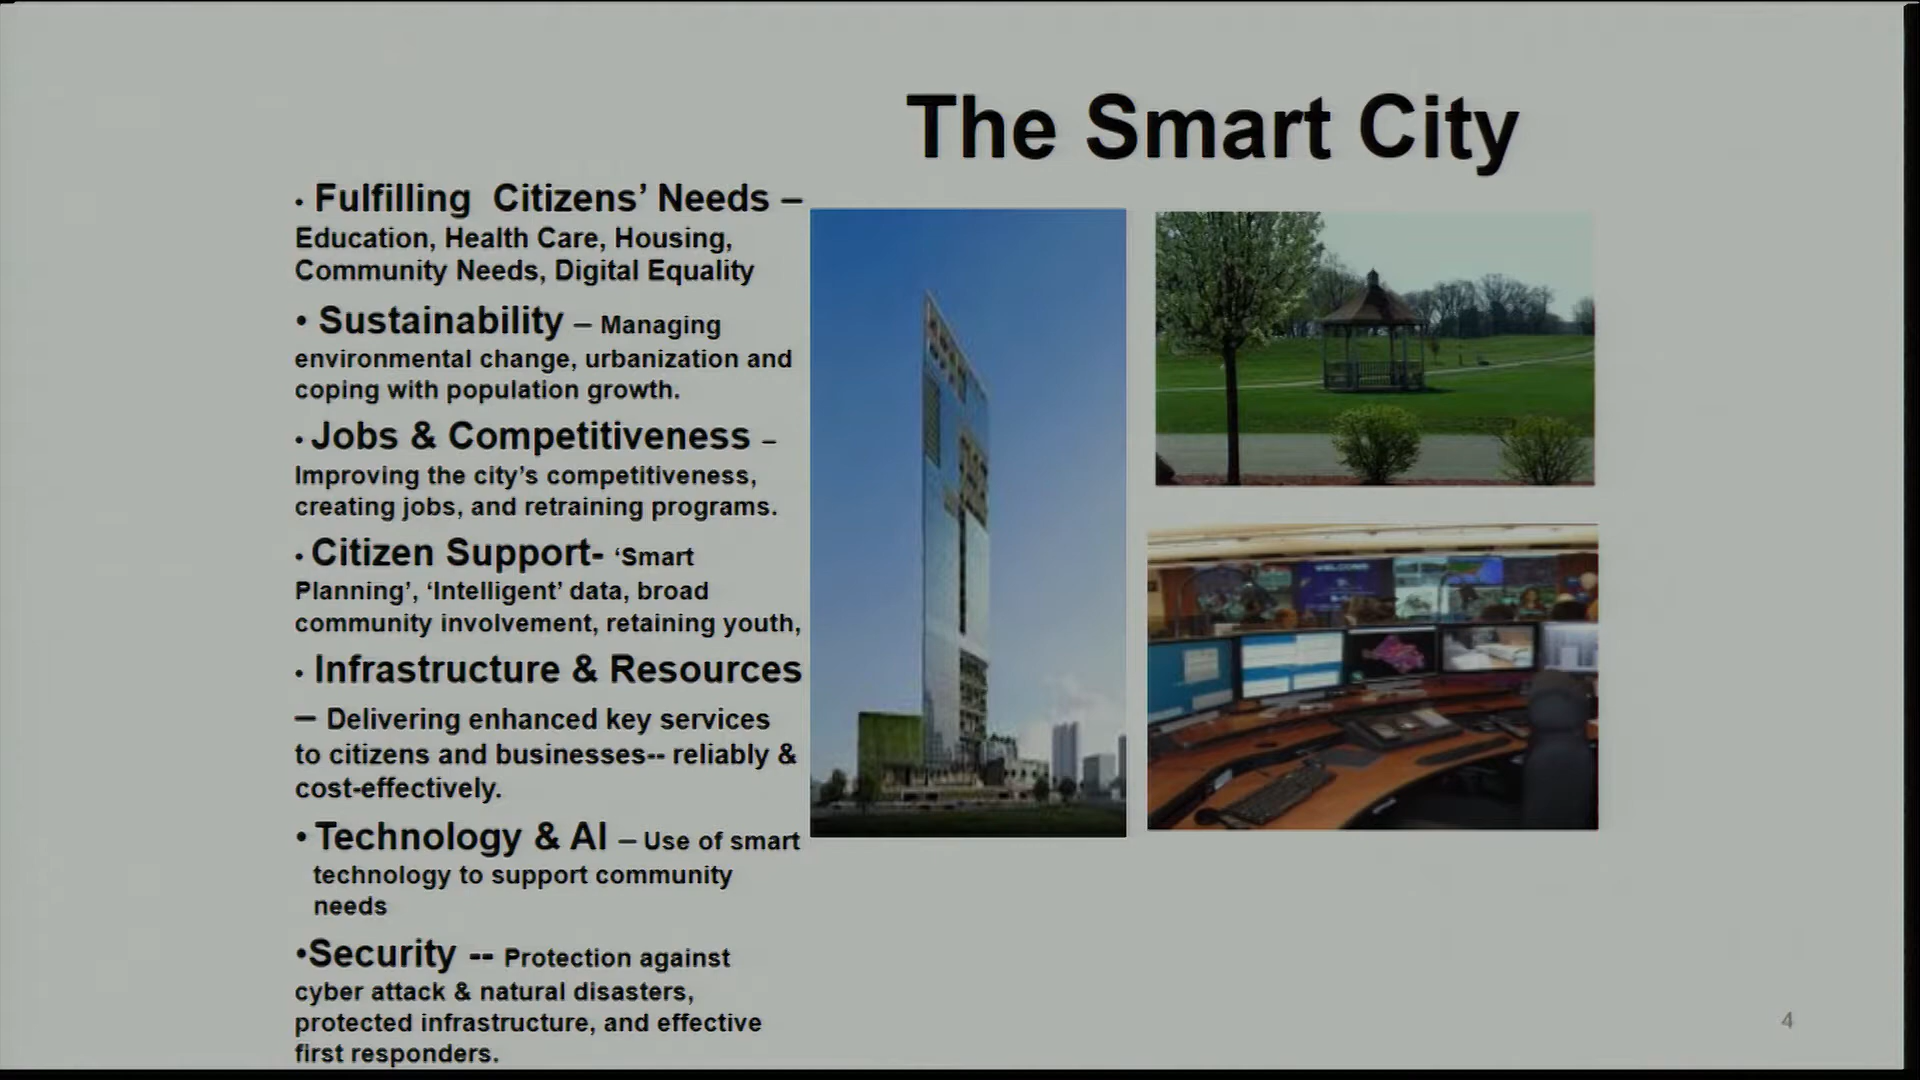 The Smart City
• Fulfilling Citizens’ Needs –
Education, Health Care, Housing,
Community Needs, Digital Equality
• Sustainability – Managing
environmental change, urbanization and
coping with population growth.
• Jobs & Competitiveness –
Improving the city’s competitiveness,
creating jobs, and retraining programs.
• Citizen Support- ‘Smart
Planning’, ‘Intelligent’ data, broad
community involvement, retaining youth,
• Infrastructure & Resources
– Delivering enhanced key services
to citizens and businesses-- reliably &
cost-effectively.
• Technology & AI – Use of smart
technology to support community
needs
•Security -- Protection against
cyber attack & natural disasters,
protected infrastructure, and effective
first responders.
WELCOME
4